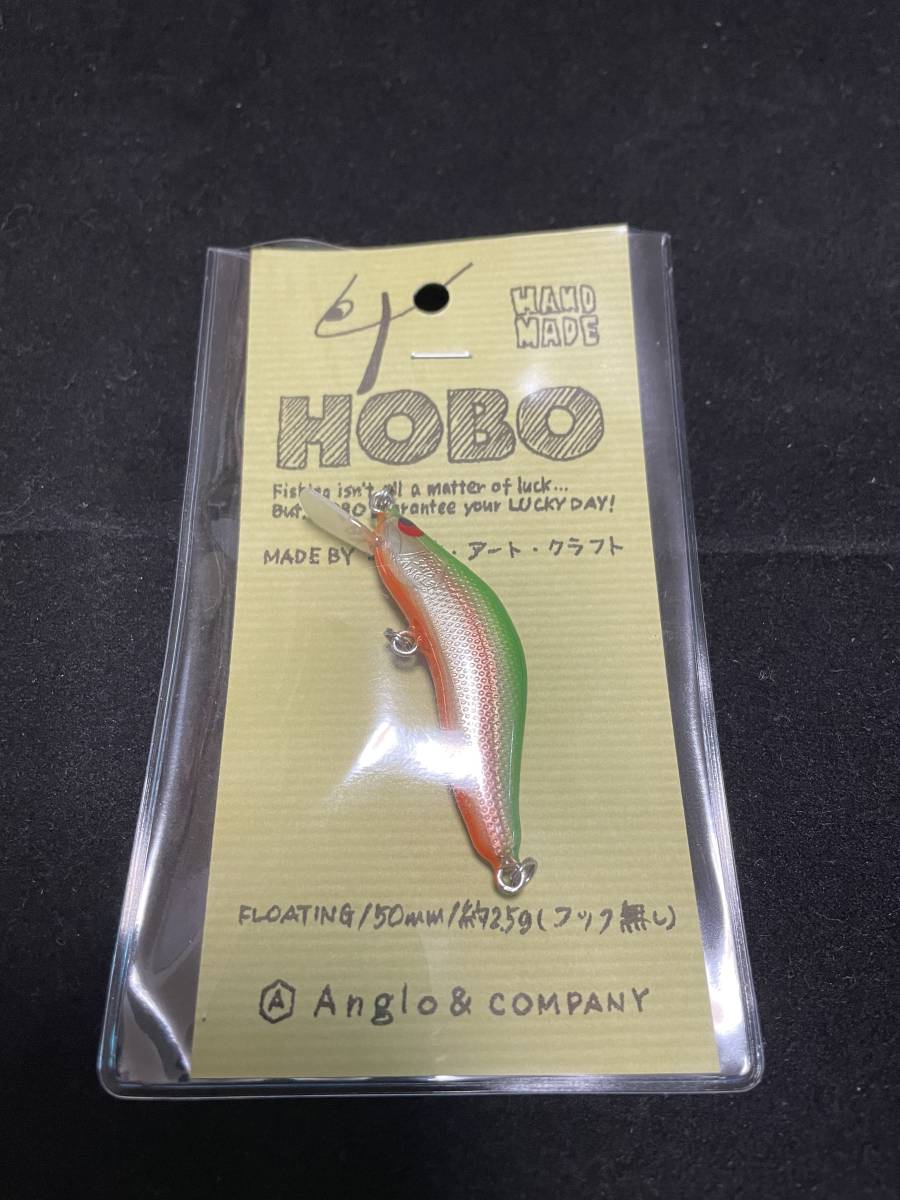 HAND
MADE
HOBO
Fishing isn't all a matter of luck...
But, HOBO guarantee your LUCKY DAY!
MADE BY ・アート・クラフト
FLOATING/50mm/約2.5g(フック無し)
A Anglo & COMPANY